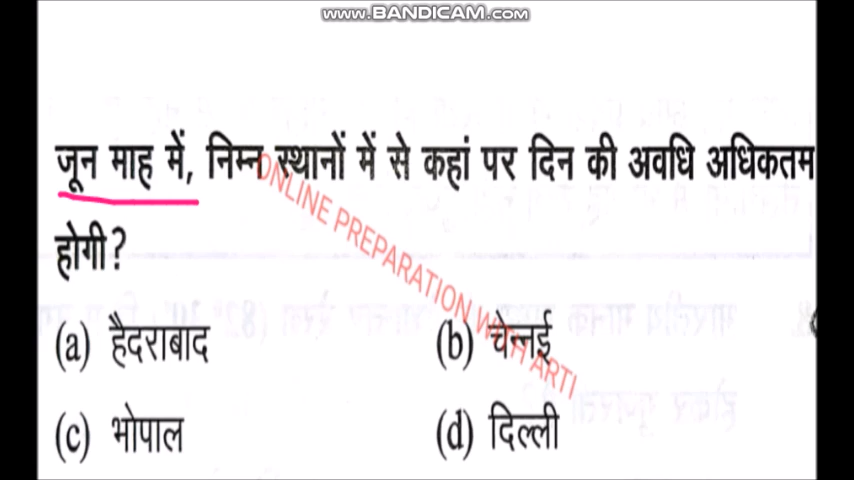 www.BANDICAM.com
जून माह में, निम्न स्थानों में से कहां पर दिन की अवधि अधिकतम
होगी?
(a) हैदराबाद (b) चेन्नई
(c) भोपाल (d) दिल्ली
ONLINE PREPARATION WITH ARTI